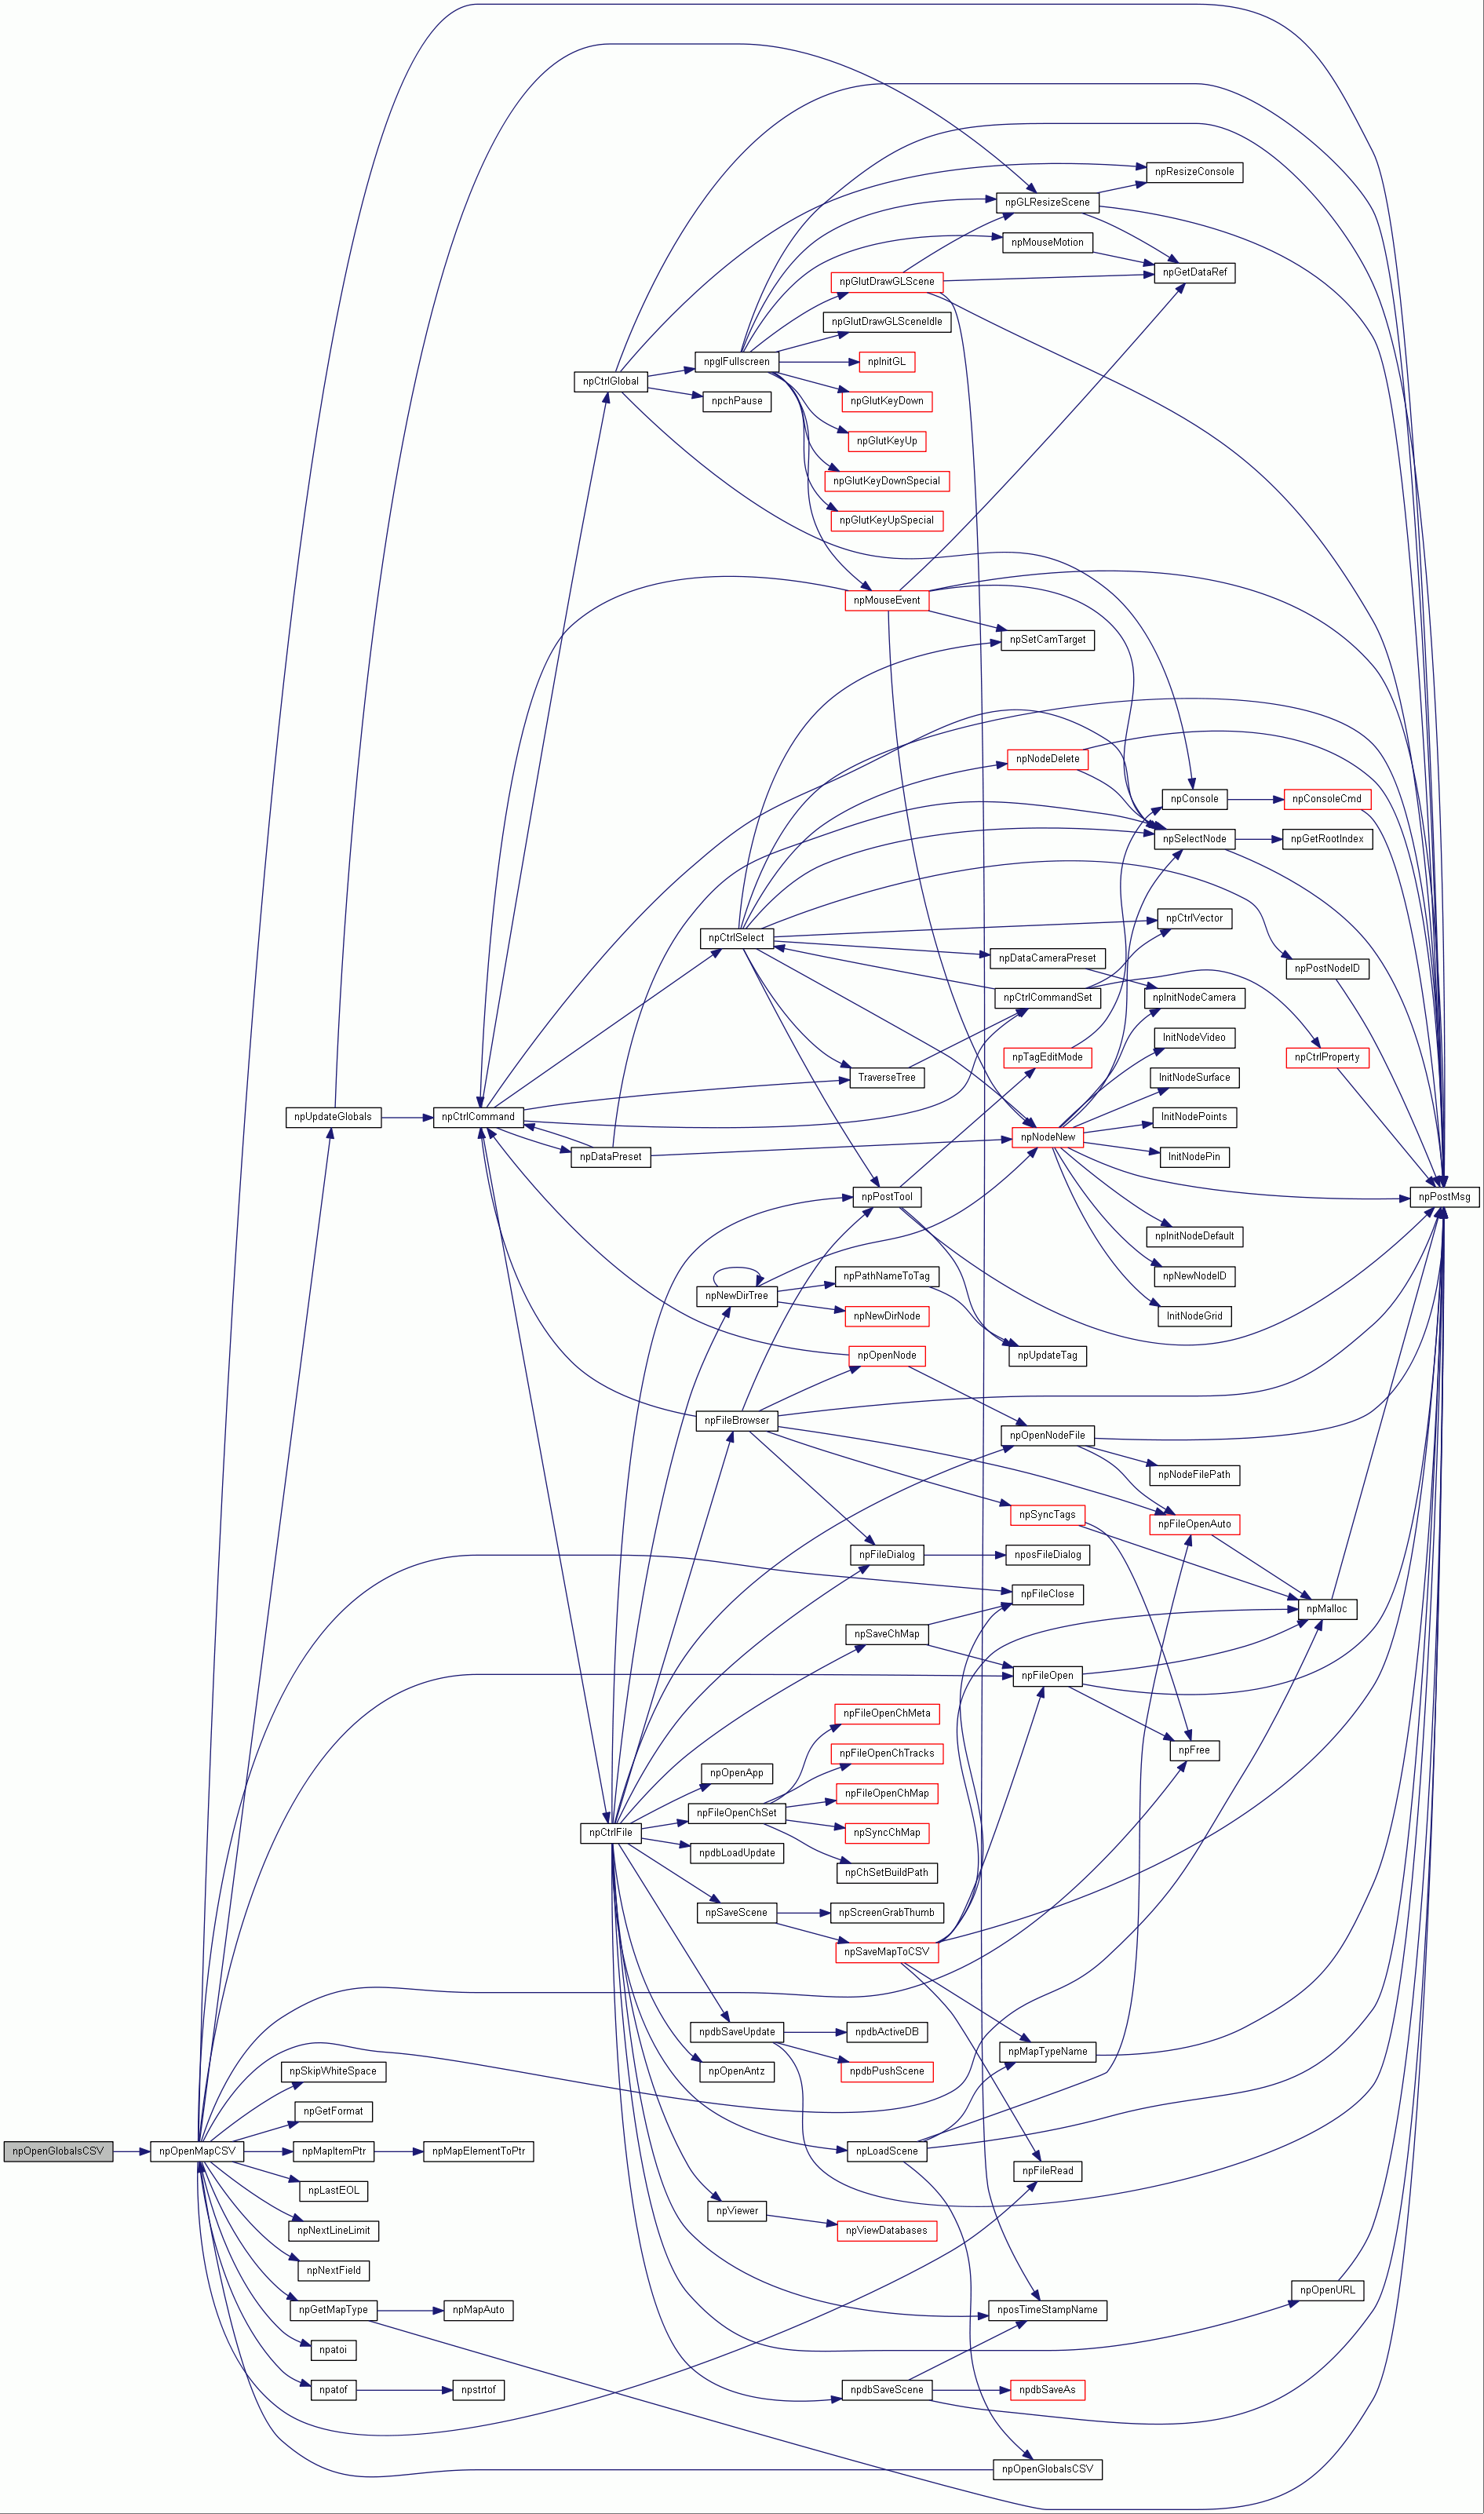 npResizeConsole
npGLResizeScene
npMouseMotion
npGetDataRef
npGlutDrawGLScene
npGlutDrawGLSceneIdle
npglFullscreen
npInitGL
npCtrlGlobal
npchPause
npGlutKeyDown
npGlutKeyUp
npGlutKeyDownSpecial
npGlutKeyUpSpecial
npMouseEvent
npSetCamTarget
npNodeDelete
npConsole
npConsoleCmd
npSelectNode
npGetRootIndex
npCtrlVector
npCtrlSelect
npDataCameraPreset
npPostNodeID
npCtrlCommandSet
npInitNodeCamera
InitNodeVideo
npTagEditMode
npCtrlProperty
TraverseTree
InitNodeSurface
npUpdateGlobals
npCtrlCommand
InitNodePoints
npNodeNew
npDataPreset
InitNodePin
npPostTool
npPostMsg
npInitNodeDefault
npPathNameToTag
npNewNodeID
npNewDirTree
npNewDirNode
InitNodeGrid
npOpenNode
npUpdateTag
npFileBrowser
npOpenNodeFile
npNodeFilePath
npSyncTags
npFileOpenAuto
npFileDialog
nposFileDialog
npFileClose
npMalloc
npSaveChMap
npFileOpen
npFileOpenChMeta
npFileOpenChTracks
npFree
npOpenApp
npFileOpenChMap
npFileOpenChSet
npCtrlFile
npSyncChMap
npdbLoadUpdate
npChSetBuildPath
npSaveScene
npScreenGrabThumb
npSaveMapToCSV
npdbSaveUpdate
npdbActiveDB
npMapTypeName
npSkipWhiteSpace
npOpenAntz
npdbPushScene
npGetFormat
npOpenGlobalsCSV
npOpenMapCSV
npMapItemPtr
npMapElementToPtr
npLoadScene
npFileRead
npLastEOL
npViewer
npNextLineLimit
npViewDatabases
npNextField
npOpenURL
npGetMapType
npMapAuto
nposTimeStampName
npatoi
npatof
npstrtof
npdbSaveScene
npdbSaveAs
npOpenGlobalsCSV